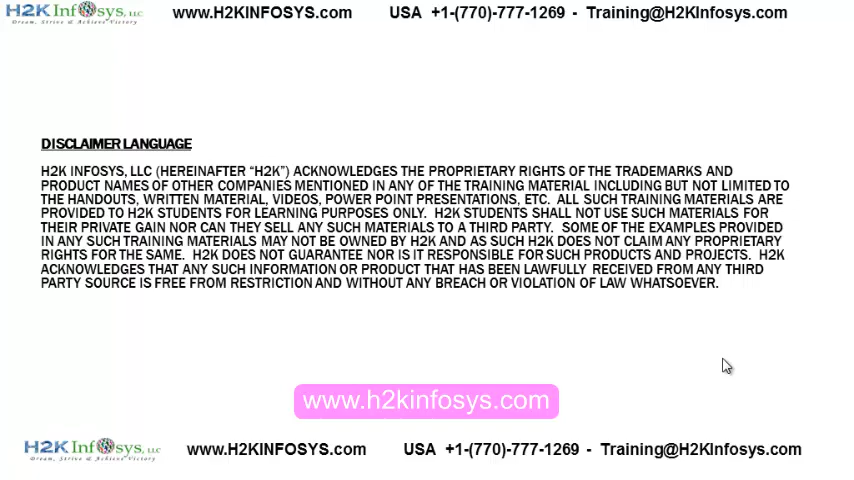 H2K Infosys, LLC www.H2KINFOSYS.com USA +1-(770)-777-1269 - Training@H2KInfosys.com
Dream, Strive & Achieve Victory
DISCLAIMER LANGUAGE
H2K INFOSYS, LLC (HEREINAFTER “H2K”) ACKNOWLEDGES THE PROPRIETARY RIGHTS OF THE TRADEMARKS AND
PRODUCT NAMES OF OTHER COMPANIES MENTIONED IN ANY OF THE TRAINING MATERIAL INCLUDING BUT NOT LIMITED TO
THE HANDOUTS, WRITTEN MATERIAL, VIDEOS, POWER POINT PRESENTATIONS, ETC. ALL SUCH TRAINING MATERIALS ARE
PROVIDED TO H2K STUDENTS FOR LEARNING PURPOSES ONLY. H2K STUDENTS SHALL NOT USE SUCH MATERIALS FOR
THEIR PRIVATE GAIN NOR CAN THEY SELL ANY SUCH MATERIALS TO A THIRD PARTY. SOME OF THE EXAMPLES PROVIDED
IN ANY SUCH TRAINING MATERIALS MAY NOT BE OWNED BY H2K AND AS SUCH H2K DOES NOT CLAIM ANY PROPRIETARY
RIGHTS FOR THE SAME. H2K DOES NOT GUARANTEE NOR IS IT RESPONSIBLE FOR SUCH PRODUCTS AND PROJECTS. H2K
ACKNOWLEDGES THAT ANY SUCH INFORMATION OR PRODUCT THAT HAS BEEN LAWFULLY RECEIVED FROM ANY THIRD
PARTY SOURCE IS FREE FROM RESTRICTION AND WITHOUT ANY BREACH OR VIOLATION OF LAW WHATSOEVER.
www.h2kinfosys.com
H2K Infosys, LLC www.H2KINFOSYS.com USA +1-(770)-777-1269 - Training@H2KInfosys.com
Dream, Strive & Achieve Victory